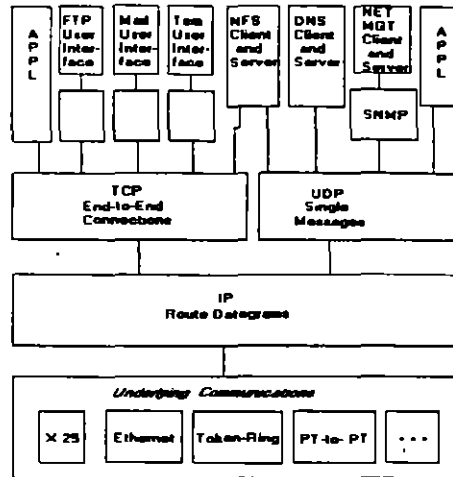 A
P
P
L
FTP
User
Inter-
face
Mail
User
Inter-
face
User
Inter-
face
NFS
Client
and
Server
DNS
Client
and
Server
NET
MGT
Client
and
Server
A
P
P
L
SNMP
TCP
End-to-End
Connections
UDP
Single
Messages
IP
Route Datagrams
Underlying Communications
X 25
Ethernet
Token-Ring
PT-to-PT
...